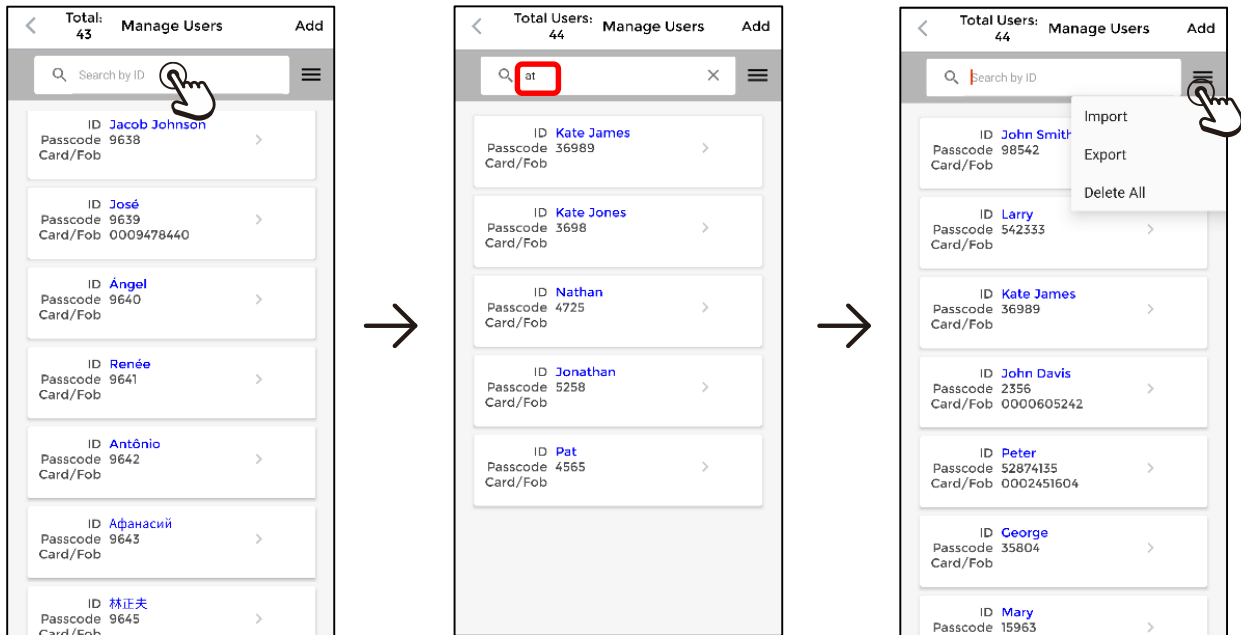 Total: 43 Manage Users Add
Search by ID
ID Jacob Johnson
Passcode 9638
Card/Fob
ID José
Passcode 9639
Card/Fob 0009478440
ID Ángel
Passcode 9640
Card/Fob
ID Renée
Passcode 9641
Card/Fob
ID Antônio
Passcode 9642
Card/Fob
ID Афанасий
Passcode 9643
Card/Fob
ID 林正夫
Passcode 9645
Card/Fob
Total Users: 44 Manage Users Add
at
ID Kate James
Passcode 36989
Card/Fob
ID Kate Jones
Passcode 3698
Card/Fob
ID Nathan
Passcode 4725
Card/Fob
ID Jonathan
Passcode 5258
Card/Fob
ID Pat
Passcode 4565
Card/Fob
Total Users: 44 Manage Users Add
Search by ID
Import
Export
Delete All
ID John Smith
Passcode 98542
Card/Fob
ID Larry
Passcode 542333
Card/Fob
ID Kate James
Passcode 36989
Card/Fob
ID John Davis
Passcode 2356
Card/Fob 0000605242
ID Peter
Passcode 52874135
Card/Fob 0002451604
ID George
Passcode 35804
Card/Fob
ID Mary
Passcode 15963